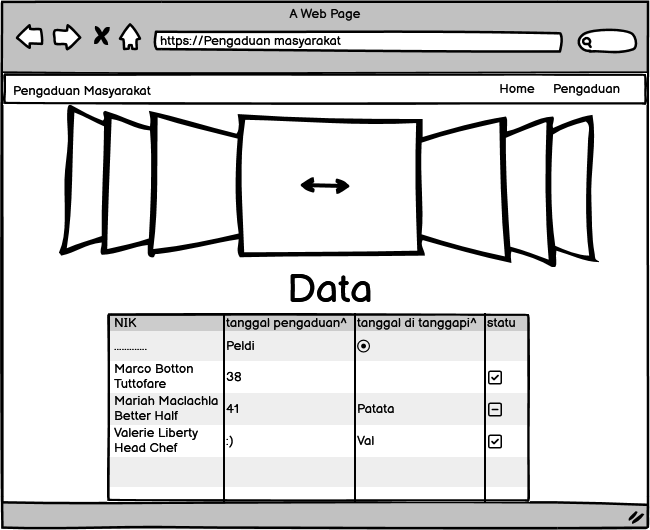 A Web Page
https://Pengaduan masyarakat
Pengaduan Masyarakat Home Pengaduan
Data
NIK tanggal pengaduan^ tanggal di tanggapi^ statu
............. Peldi
Marco Botton
Tuttofare 38
Mariah Maclachla
Better Half 41 Patata
Valerie Liberty
Head Chef :) Val